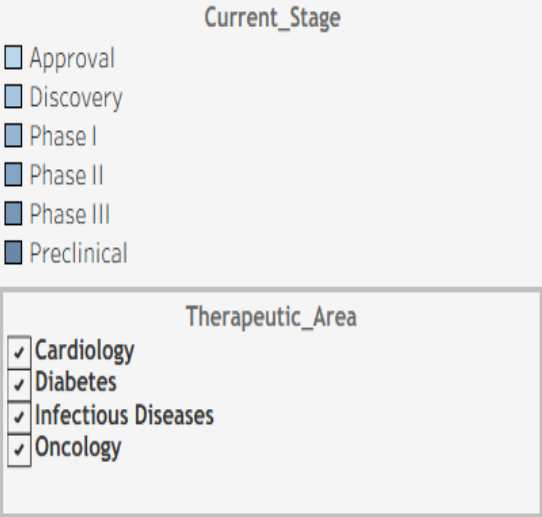 Current_Stage
Approval
Discovery
Phase I
Phase II
Phase III
Preclinical
Therapeutic_Area
Cardiology
Diabetes
Infectious Diseases
Oncology